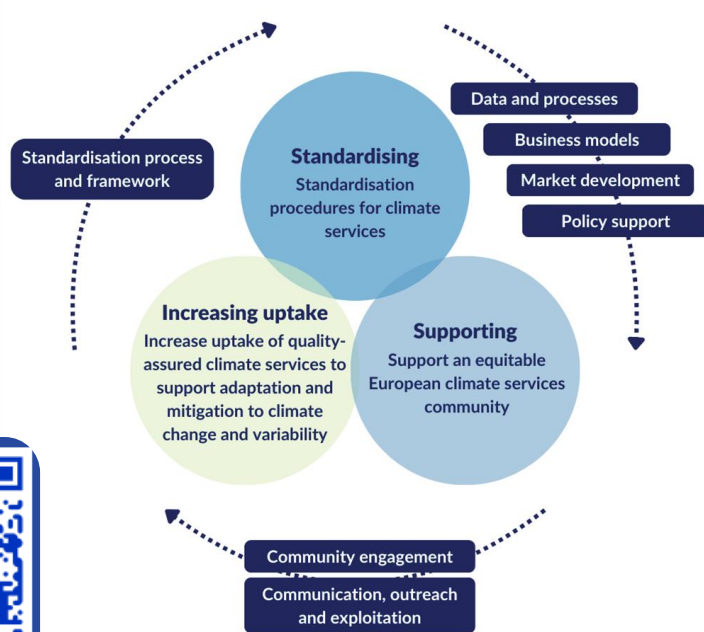 Data and processes
Business models
Market development
Policy support
Standardisation process
and framework
Standardising
Standardisation
procedures for climate
services
Increasing uptake
Increase uptake of quality-
assured climate services to
support adaptation and
mitigation to climate
change and variability
Supporting
Support an equitable
European climate services
community
Community engagement
Communication, outreach
and exploitation